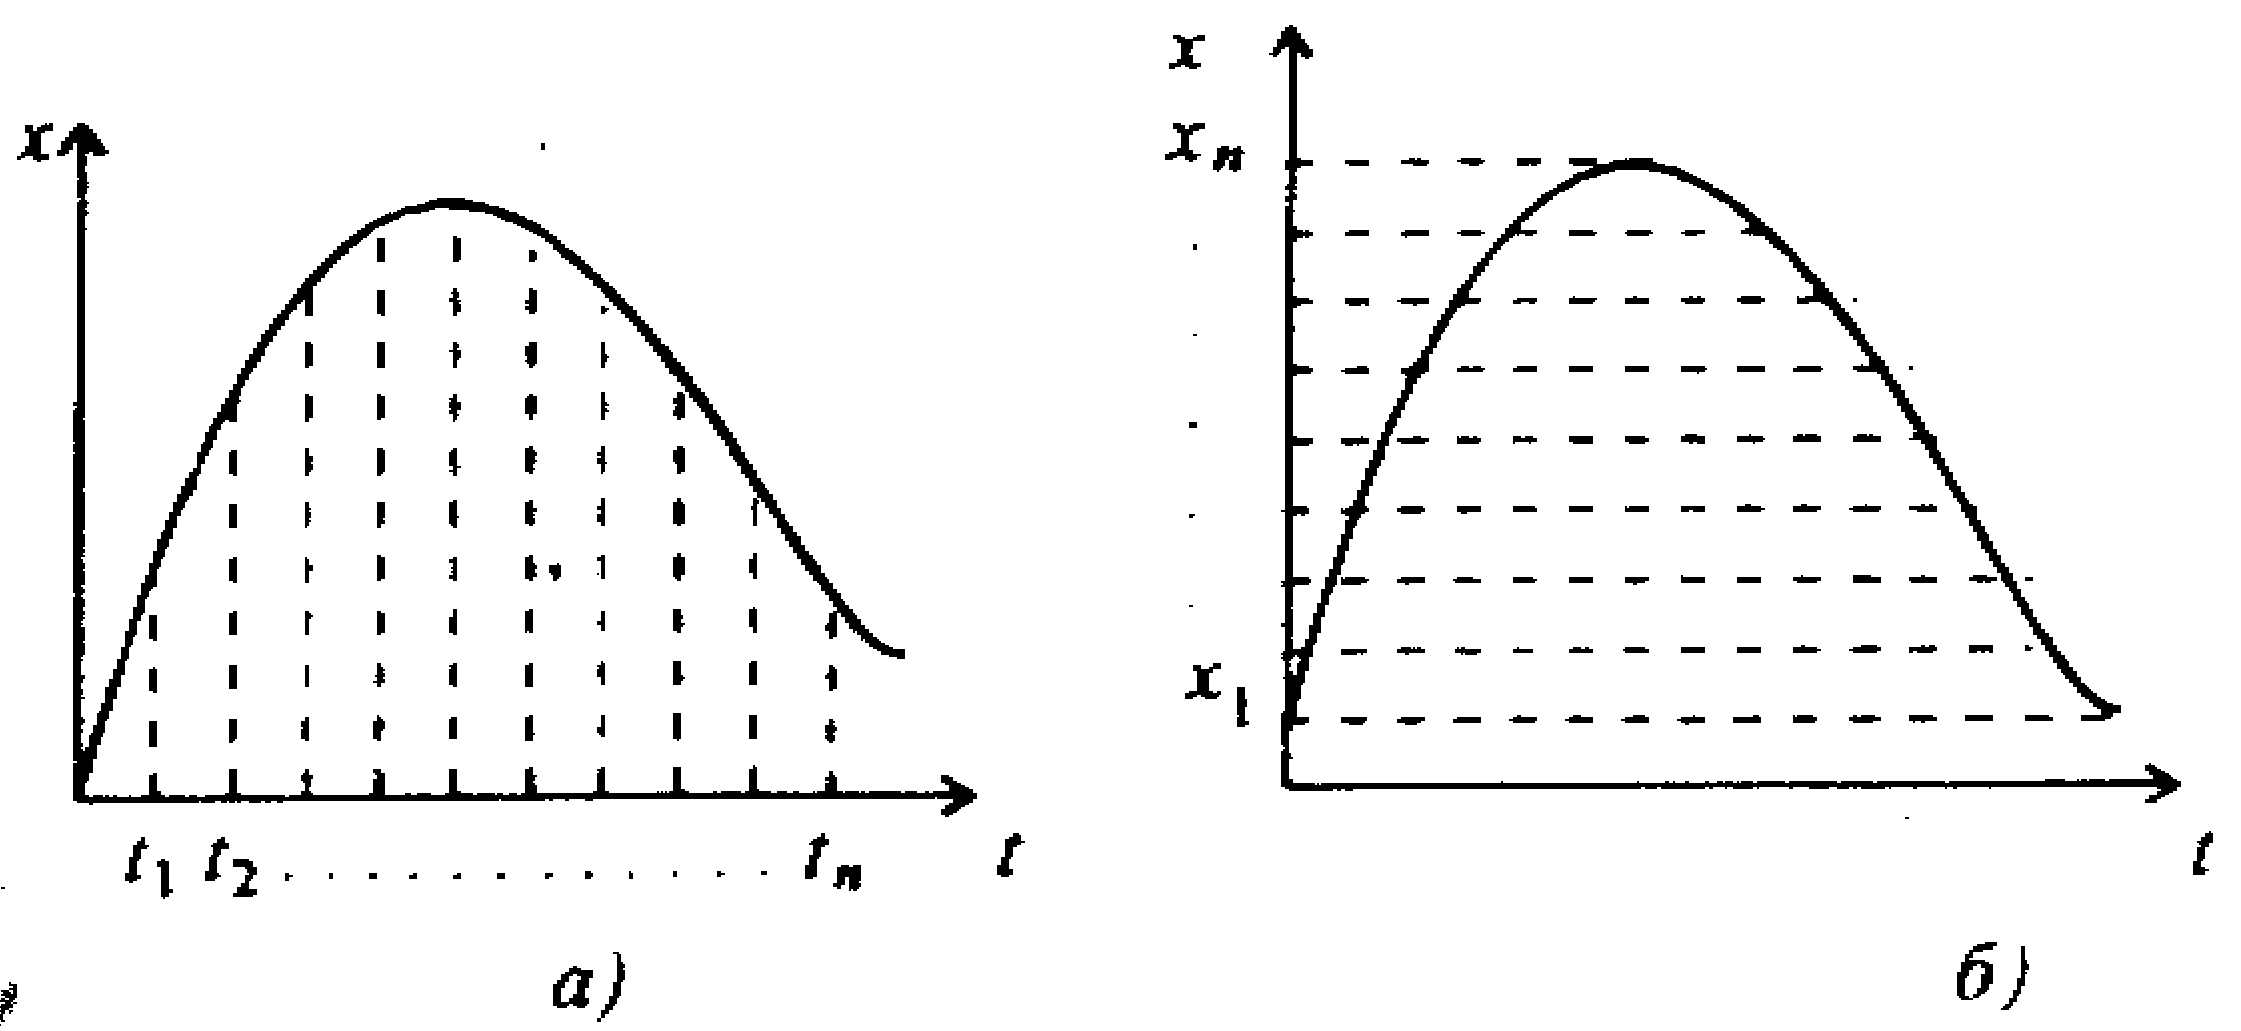 x
t₁ t₂ . . . . . . . . . . . . tₙ t
а)
x
xₙ
x₁
t
б)